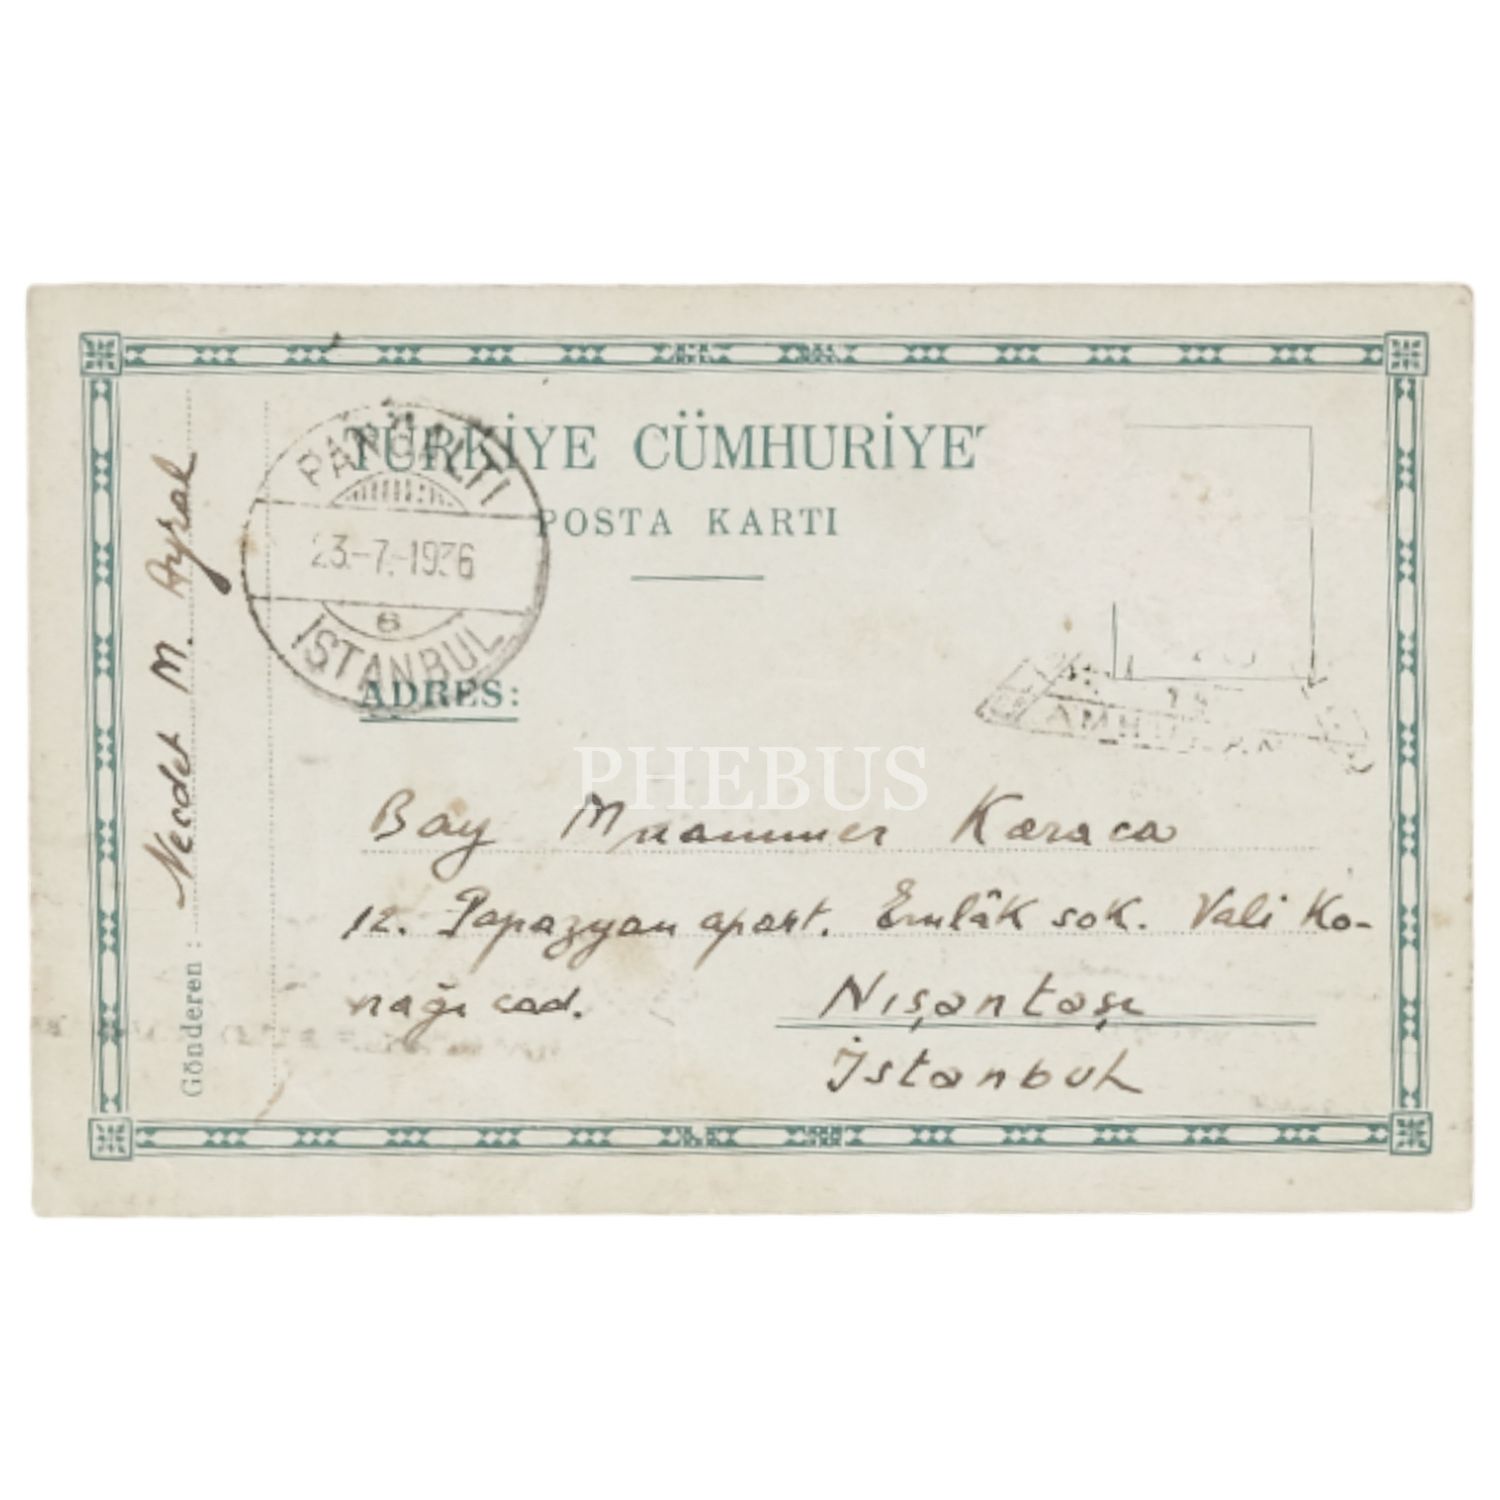 TÜRKİYE CÜMHURİYET
POSTA KARTI
PANGALTI
23-7-1936
6
İSTANBUL
ADRES:
PHEBUS
Bay Muammer Karaca
12. Papazyan apart. Emlâk sok. Vali Ko-
nağı cad. Nışantaşı
İstanbul
Gönderen : Necdet M. Ayral